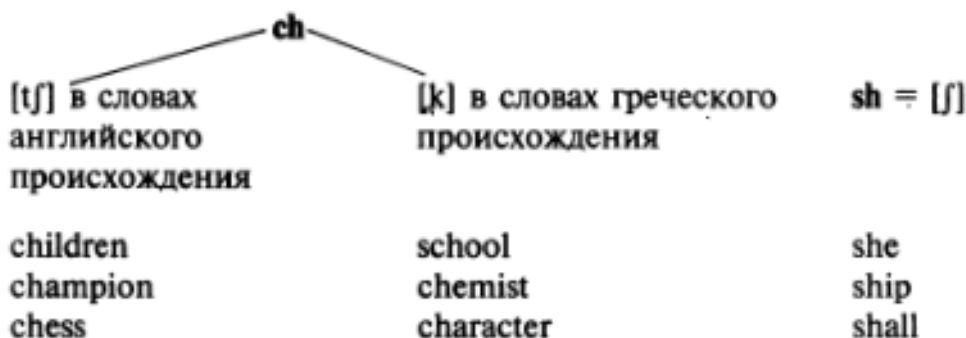 ch
[tʃ] в словах [k] в словах греческого sh = [ʃ]
английского происхождения
происхождения
children school she
champion chemist ship
chess character shall